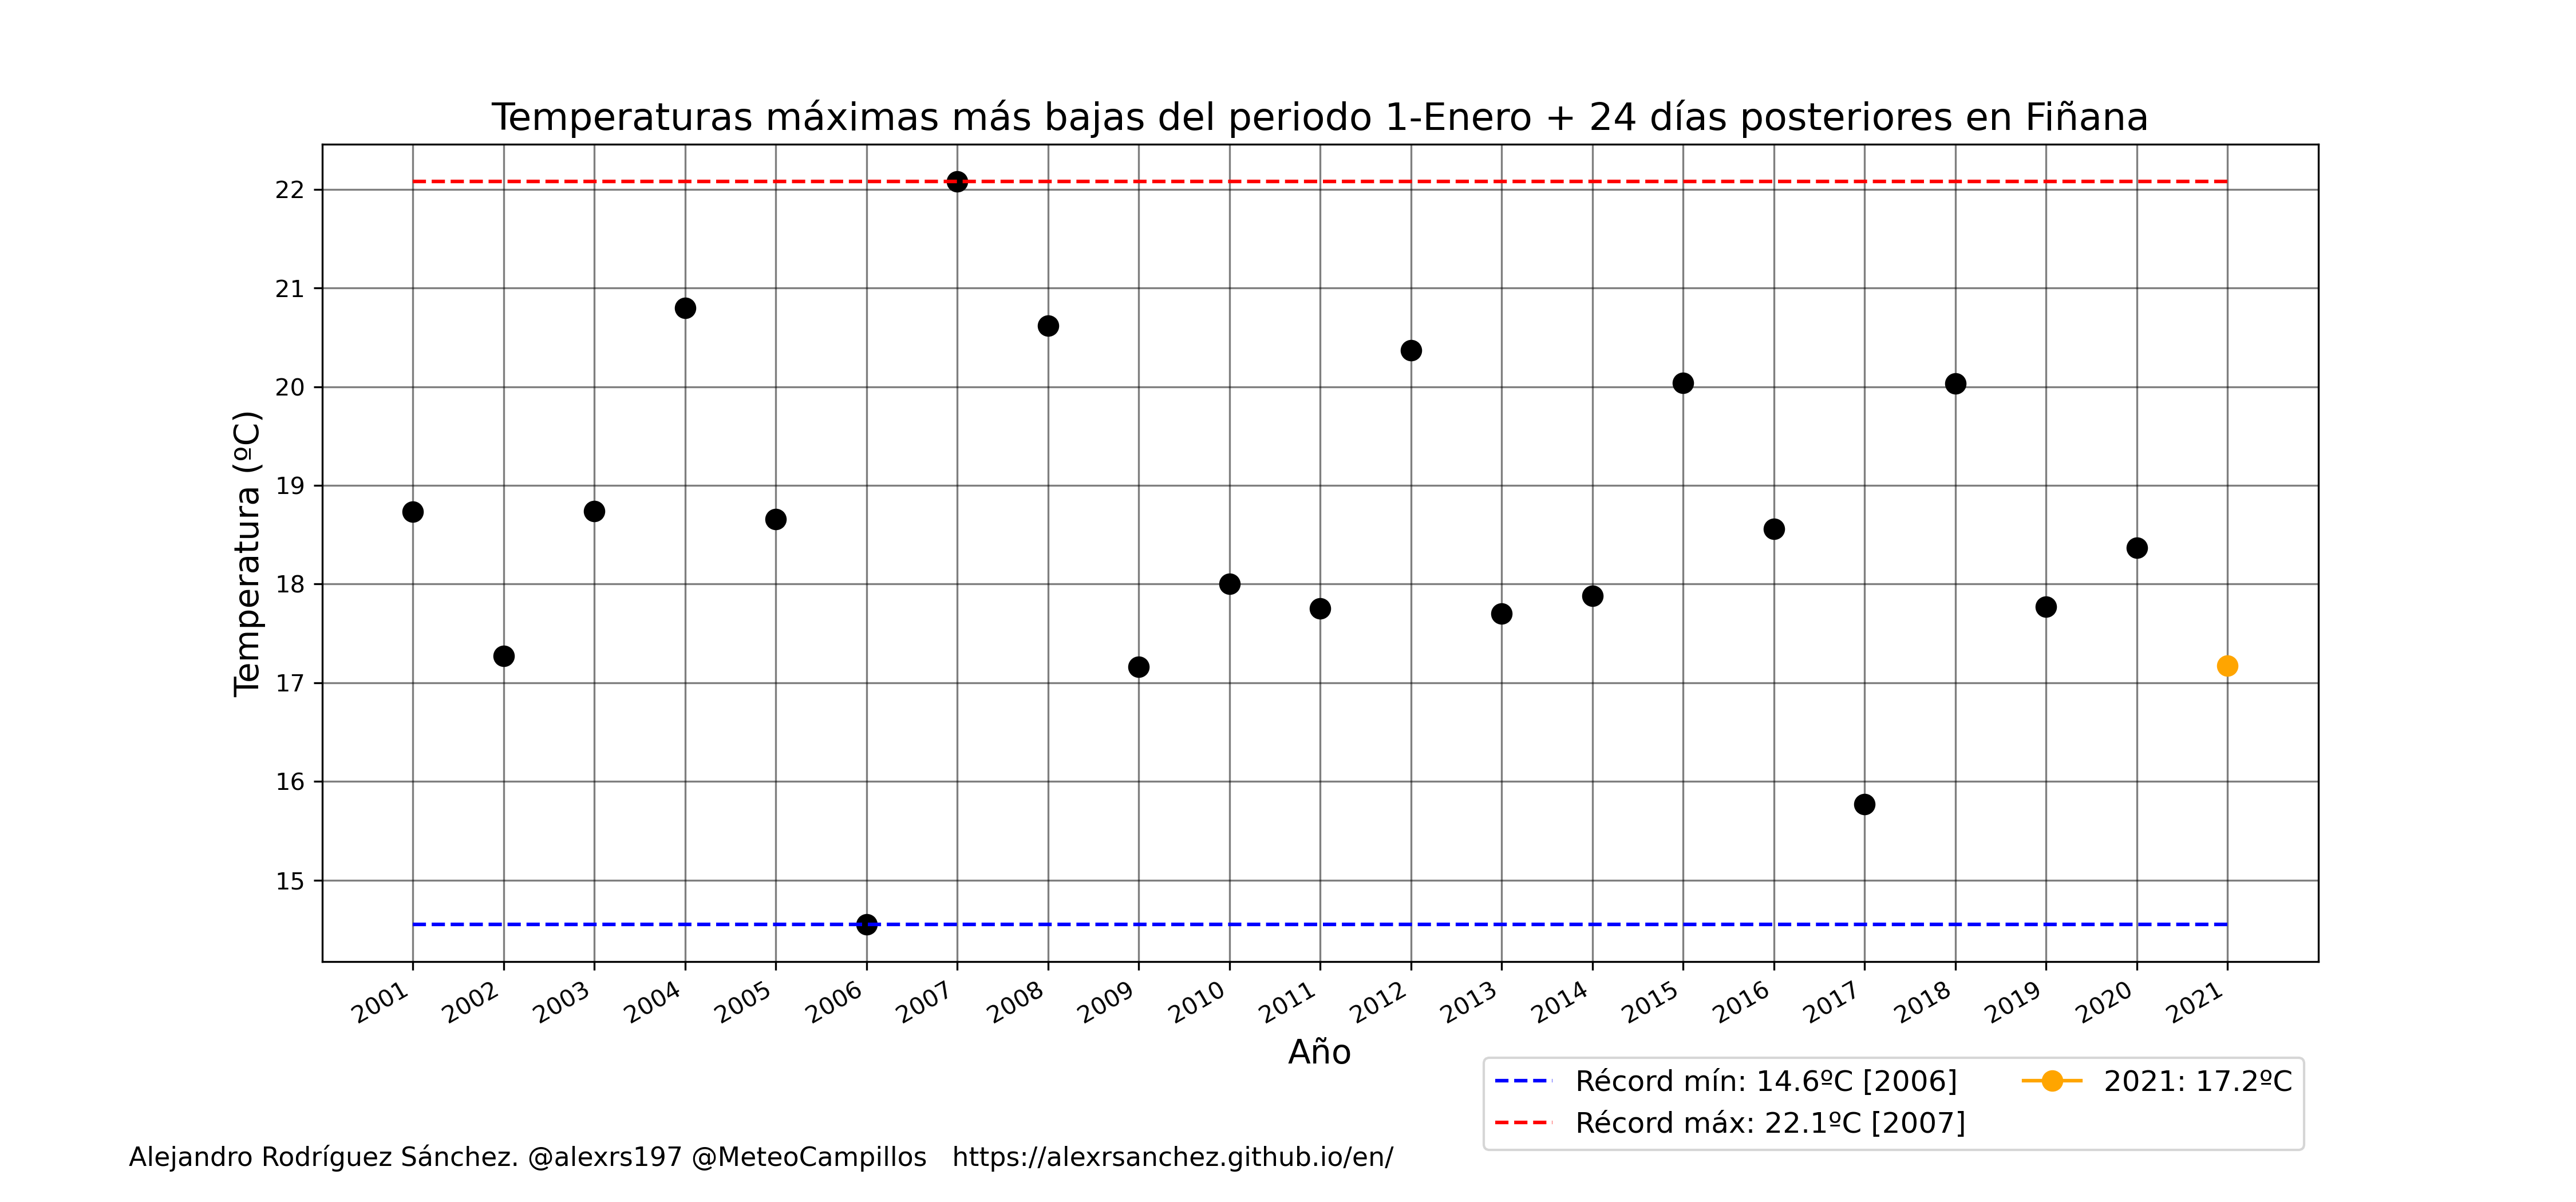 Temperaturas máximas más bajas del periodo 1-Enero + 24 días posteriores en Fiñana
Temperatura (ºC)
22
21
20
19
18
17
16
15
2001 2002 2003 2004 2005 2006 2007 2008 2009 2010 2011 2012 2013 2014 2015 2016 2017 2018 2019 2020 2021
Año
Récord mín: 14.6ºC [2006]
Récord máx: 22.1ºC [2007]
2021: 17.2ºC
Alejandro Rodríguez Sánchez. @alexrs197 @MeteoCampillos https://alexrsanchez.github.io/en/